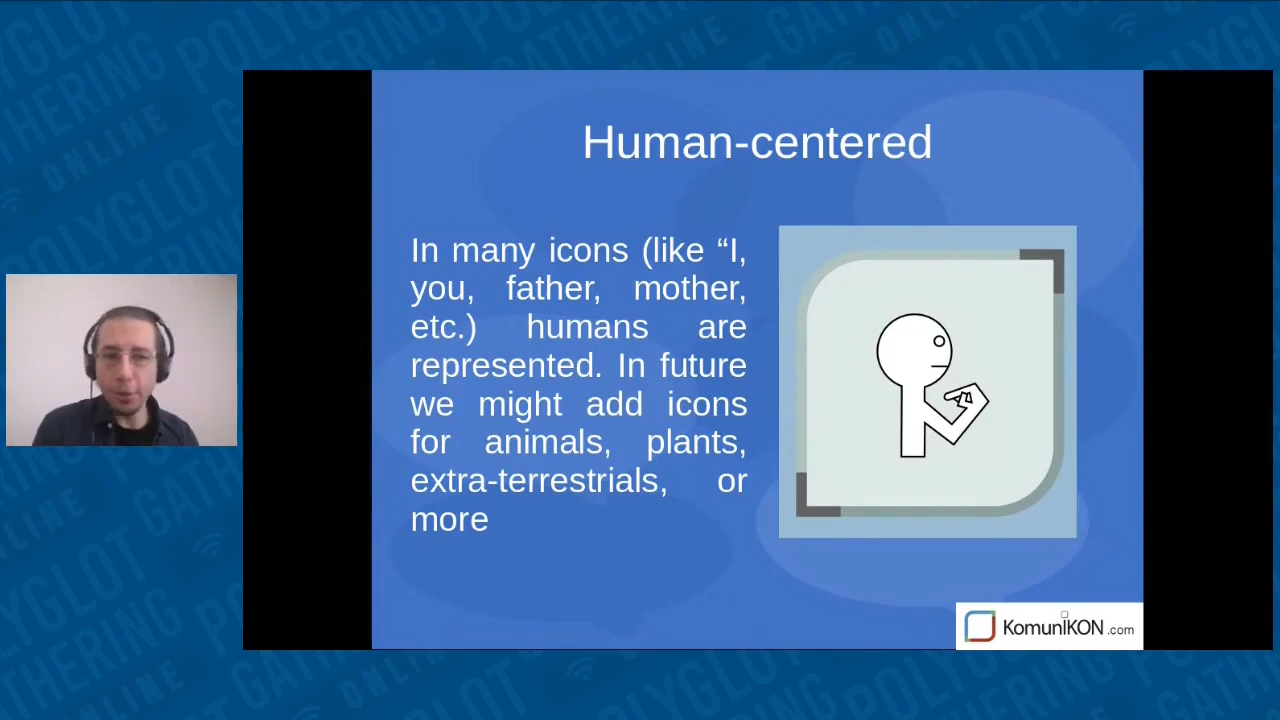 Human-centered
In many icons (like “I,
you, father, mother,
etc.) humans are
represented. In future
we might add icons
for animals, plants,
extra-terrestrials, or
more
KomunIKON.com
POLYGLOT
GATHERING
ONLINE